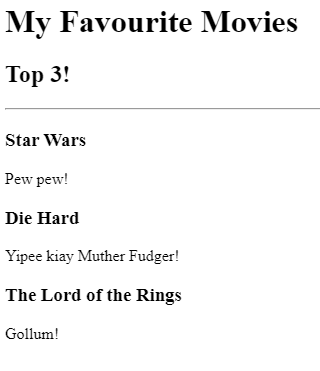 My Favourite Movies
Top 3!
Star Wars
Pew pew!
Die Hard
Yipee kiay Muther Fudger!
The Lord of the Rings
Gollum!